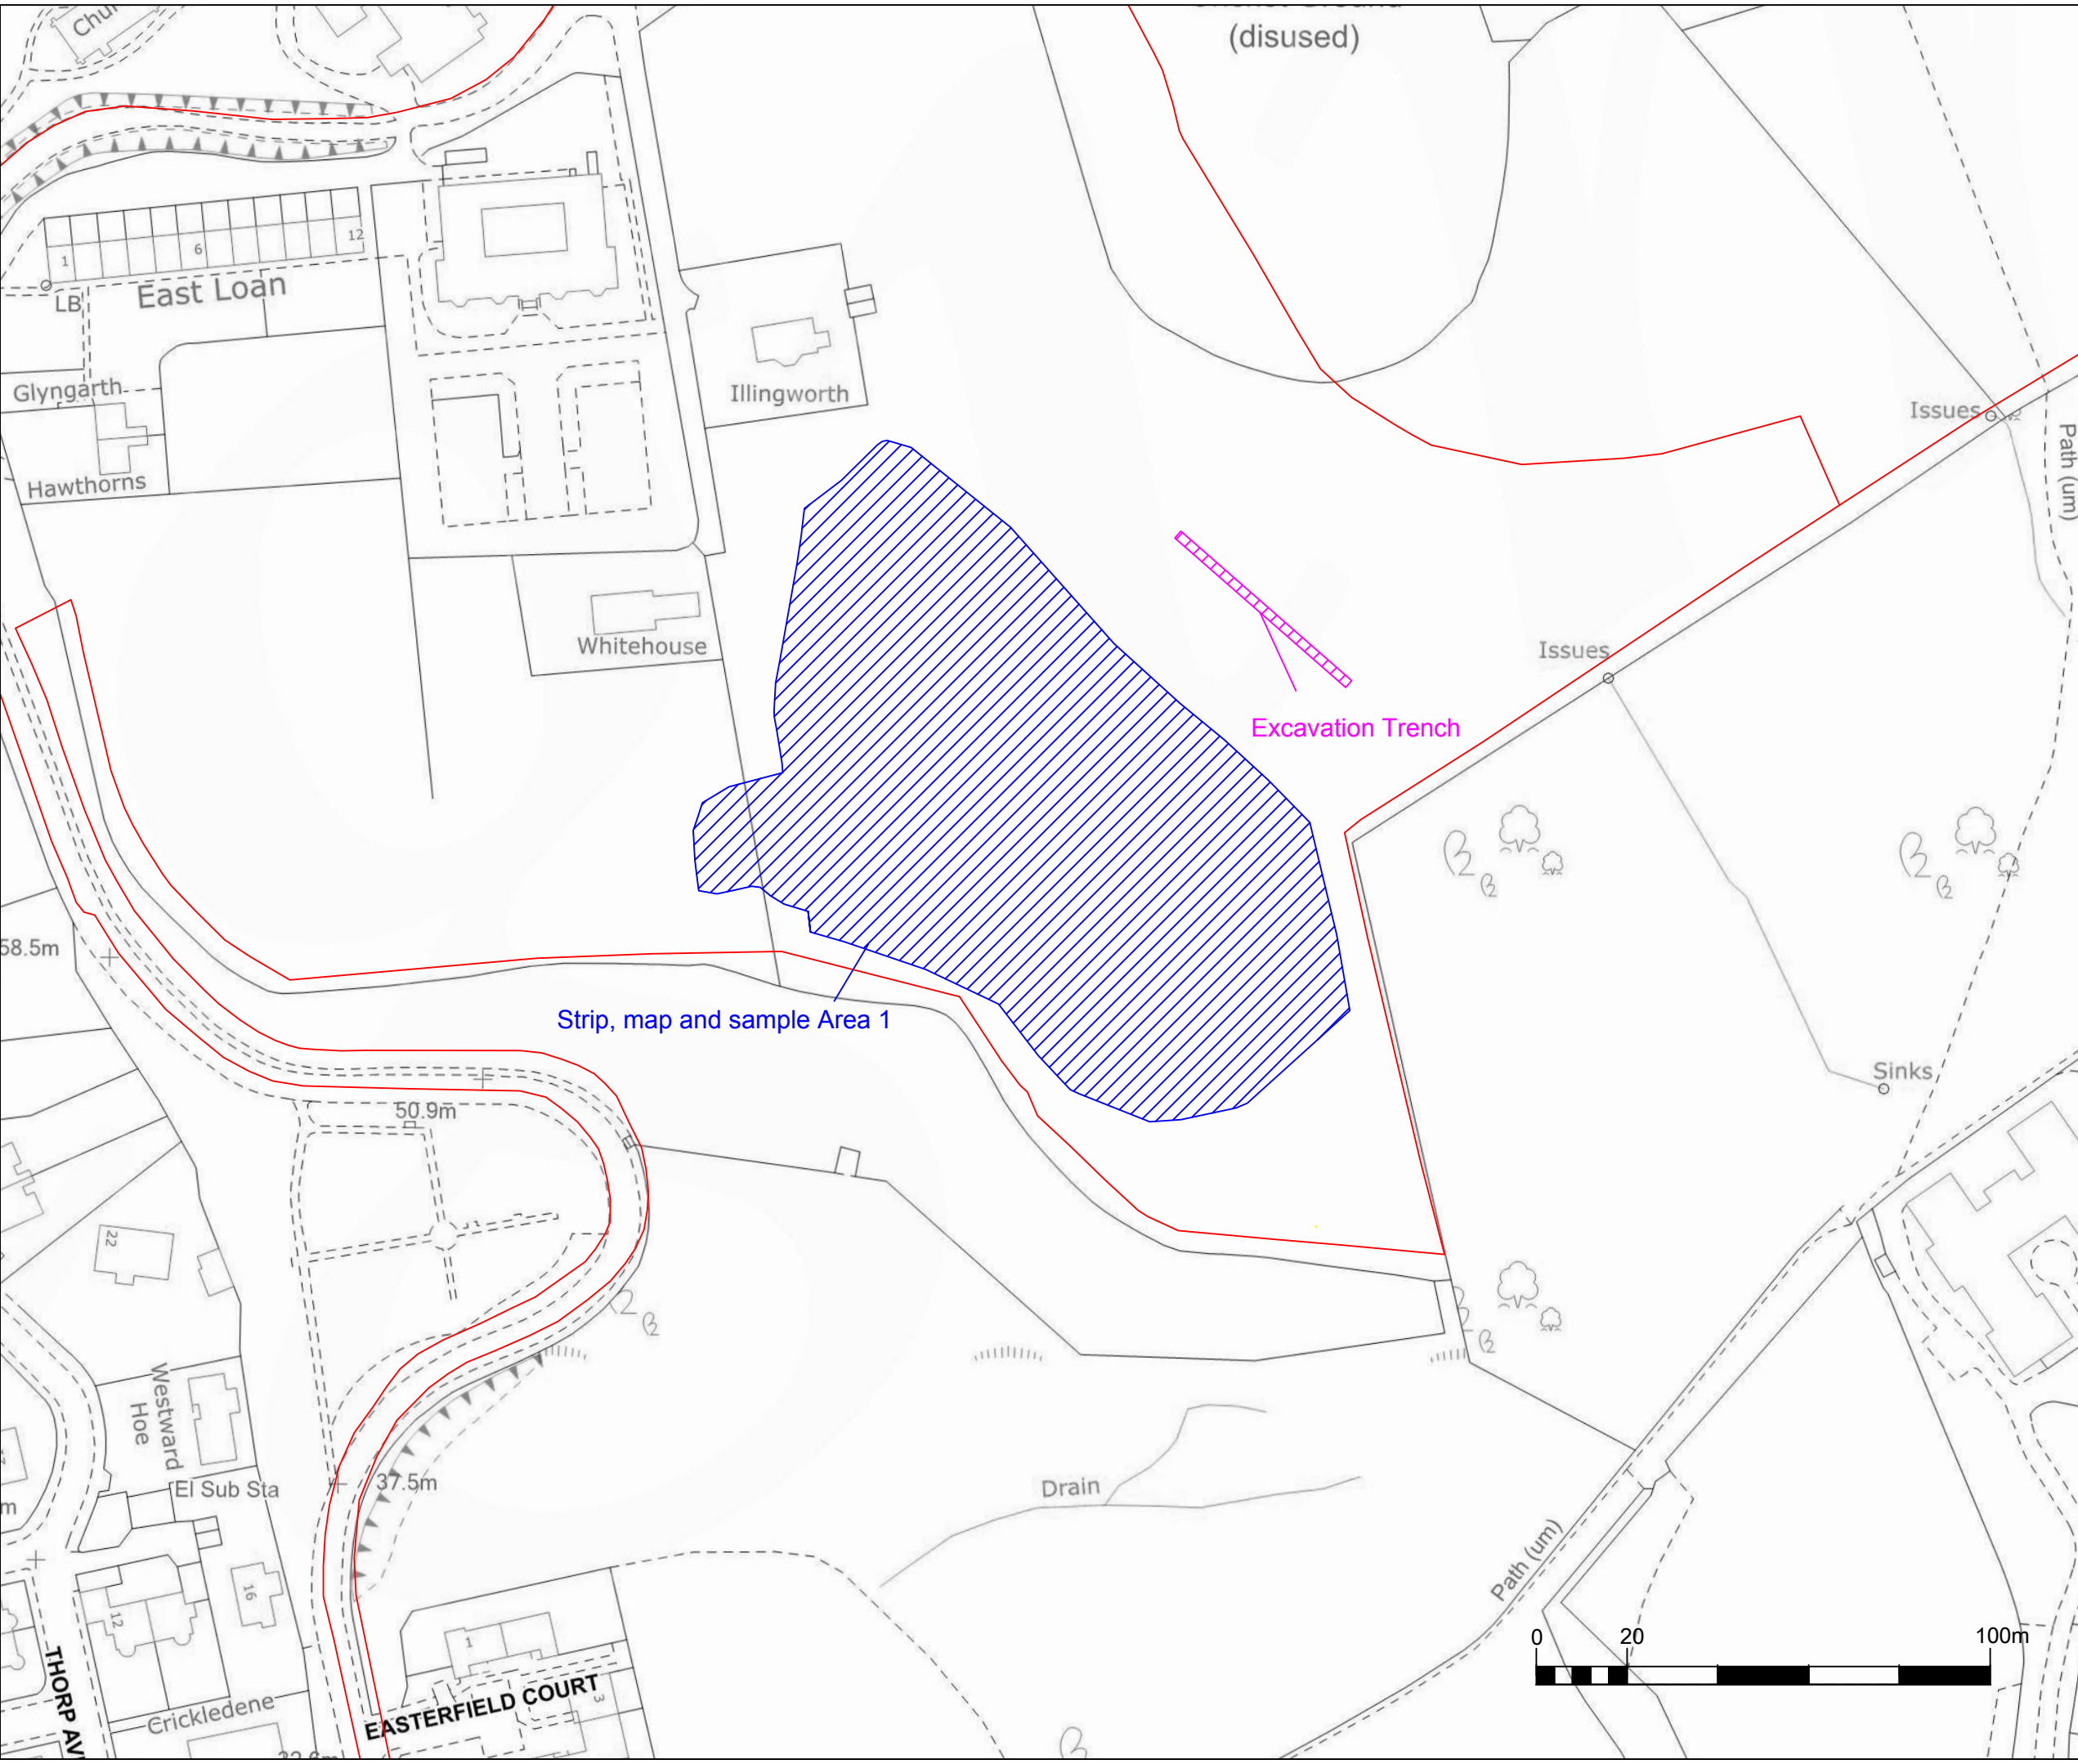 (disused)
1
6
12
LB
East Loan
Glyngarth
Hawthorns
Illingworth
Whitehouse
Issues
Path (um)
Issues
Excavation Trench
58.5m
Strip, map and sample Area 1
50.9m
Sinks
22
Westward
Hoe
El Sub Sta
37.5m
Drain
Path (um)
16
12
1
3
EASTERFIELD COURT
Crickledene
THORP AV
0 20 100m